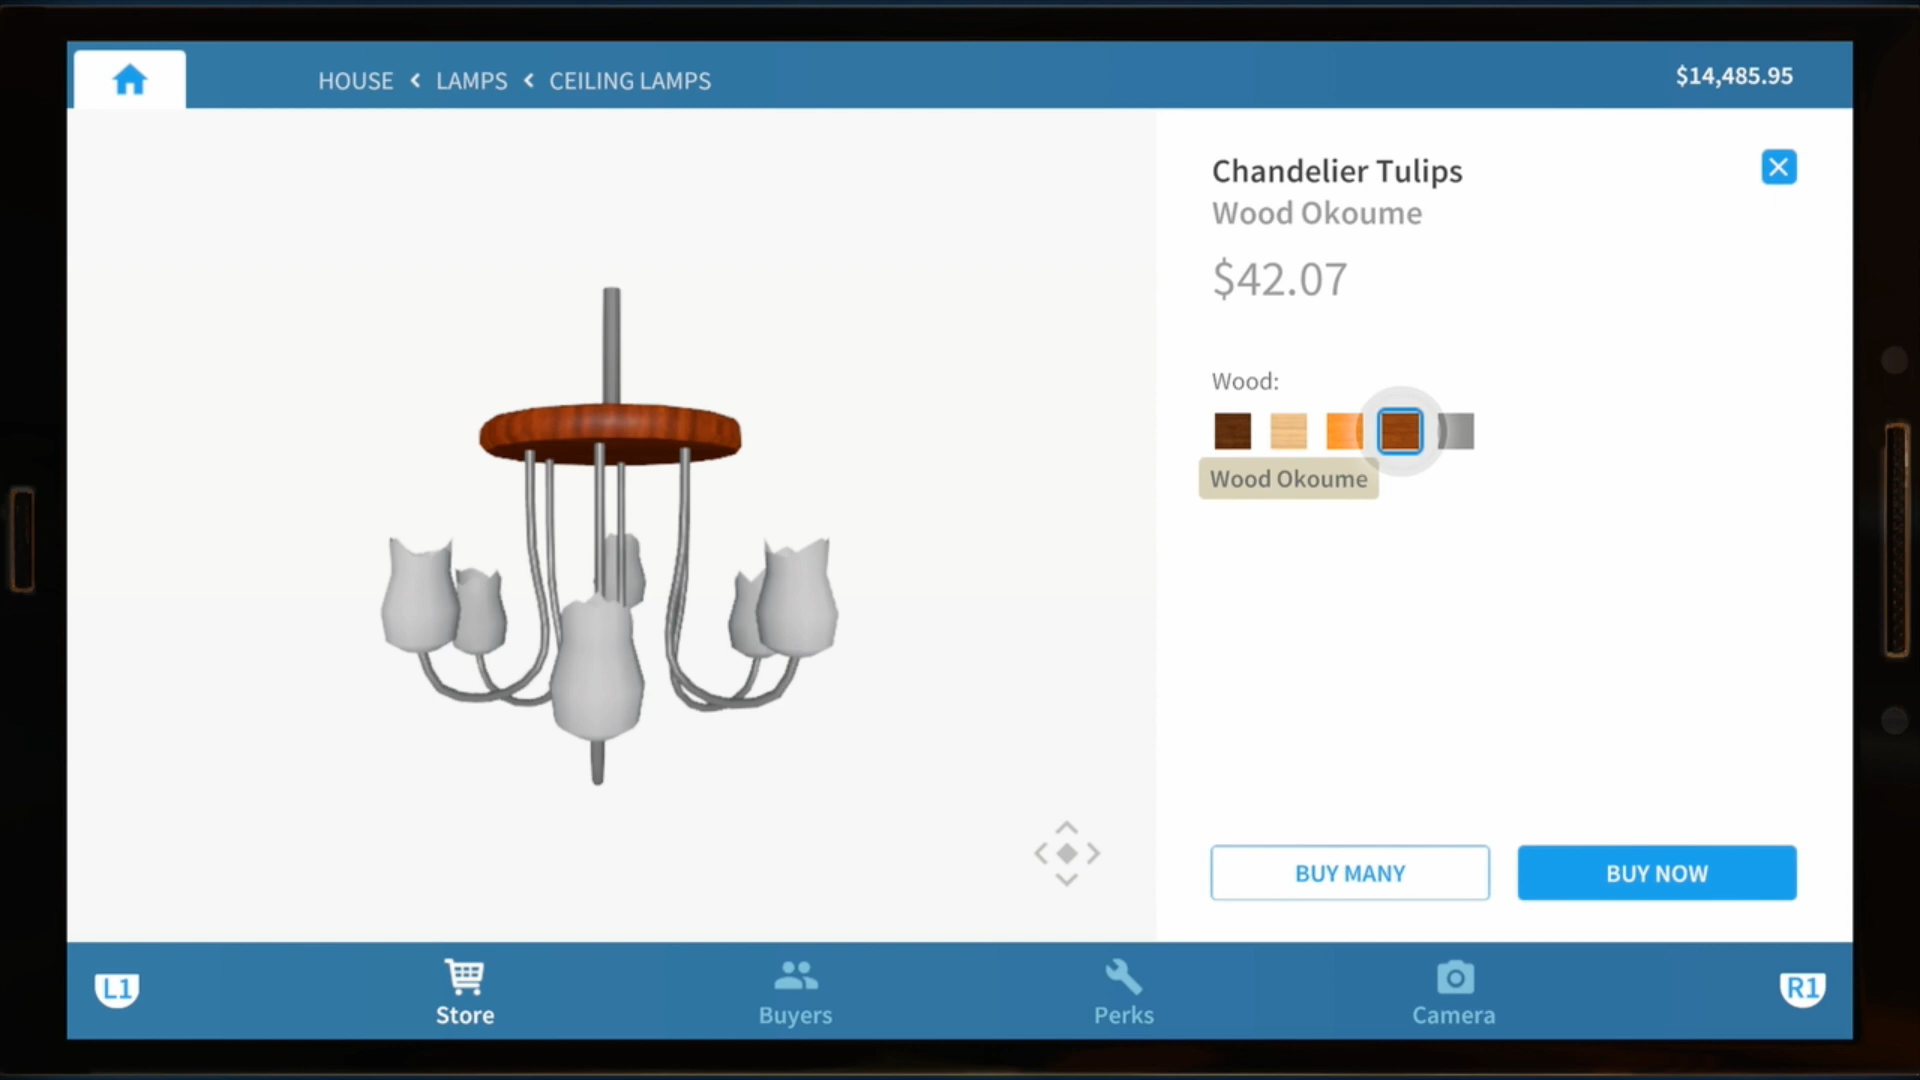 HOUSE < LAMPS < CEILING LAMPS
$14,485.95
Chandelier Tulips
Wood Okoume
$42.07
Wood:
Wood Okoume
BUY MANY
BUY NOW
L1
Store
Buyers
Perks
Camera
R1